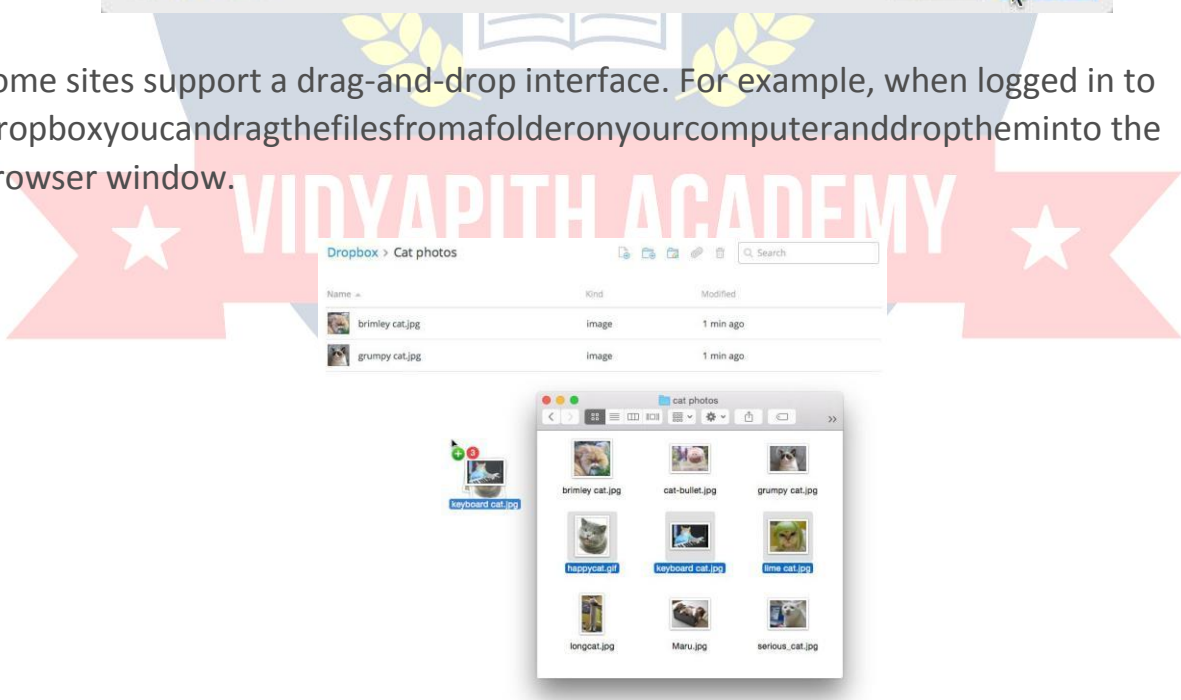 ome sites support a drag-and-drop interface. For example, when logged in to
ropboxyoucandragthefilesfromafolderonyourcomputeranddroptheminto the
rowser window.
VIDYAPITH ACADEMY
Dropbox > Cat photos
Search
Name Kind Modified
brimley cat.jpg image 1 min ago
grumpy cat.jpg image 1 min ago
cat photos
3
keyboard cat.jpg
brimley cat.jpg cat-bullet.jpg grumpy cat.jpg
happycat.gif keyboard cat.jpg lime cat.jpg
longcat.jpg Maru.jpg serious_cat.jpg